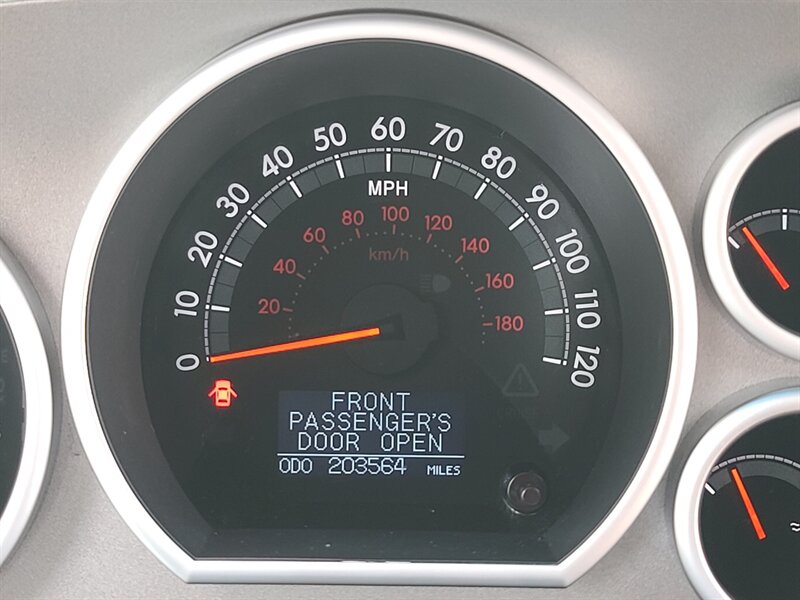 0 10 20 30 40 50 60 70 80 90 100 110 120
MPH
20 40 60 80 100 120 140 160 180
km/h
FRONT
PASSENGER'S
DOOR OPEN
ODO 203564 MILES